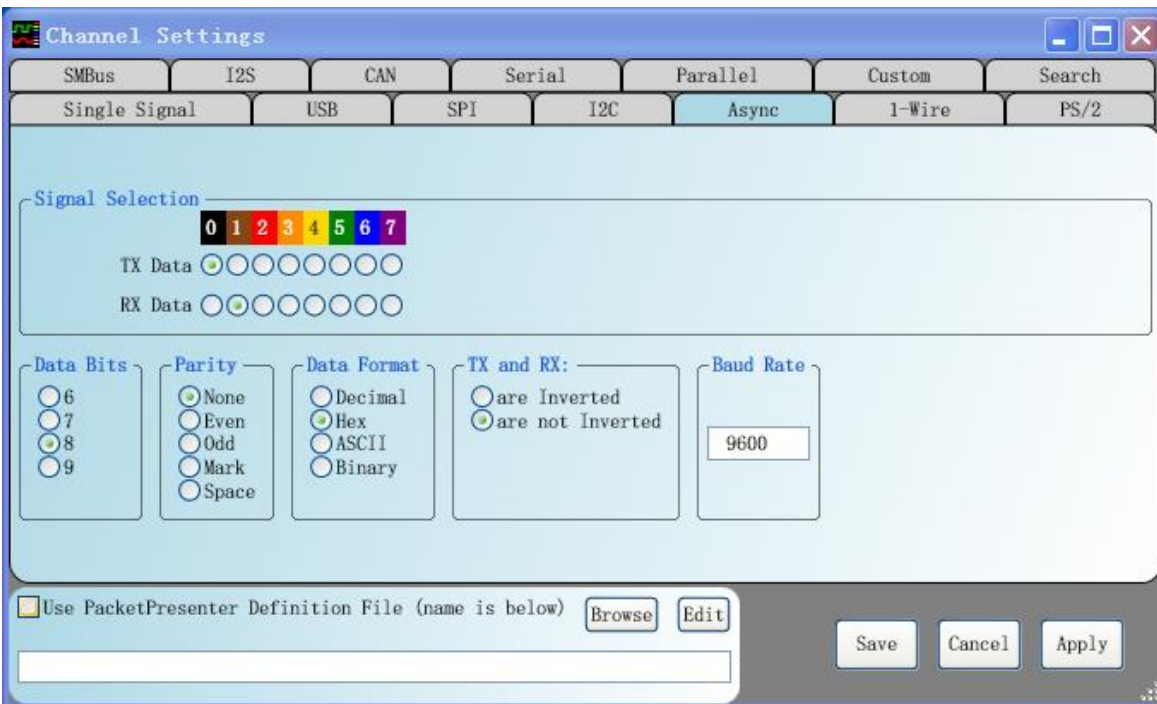 Channel Settings
SMBus I2S CAN Serial Parallel Custom Search
Single Signal USB SPI I2C Async 1-Wire PS/2
Signal Selection
0 1 2 3 4 5 6 7
TX Data
RX Data
Data Bits
6
7
8
9
Parity
None
Even
Odd
Mark
Space
Data Format
Decimal
Hex
ASCII
Binary
TX and RX:
are Inverted
are not Inverted
Baud Rate
9600
Use PacketPresenter Definition File (name is below)
Browse
Edit
Save
Cancel
Apply